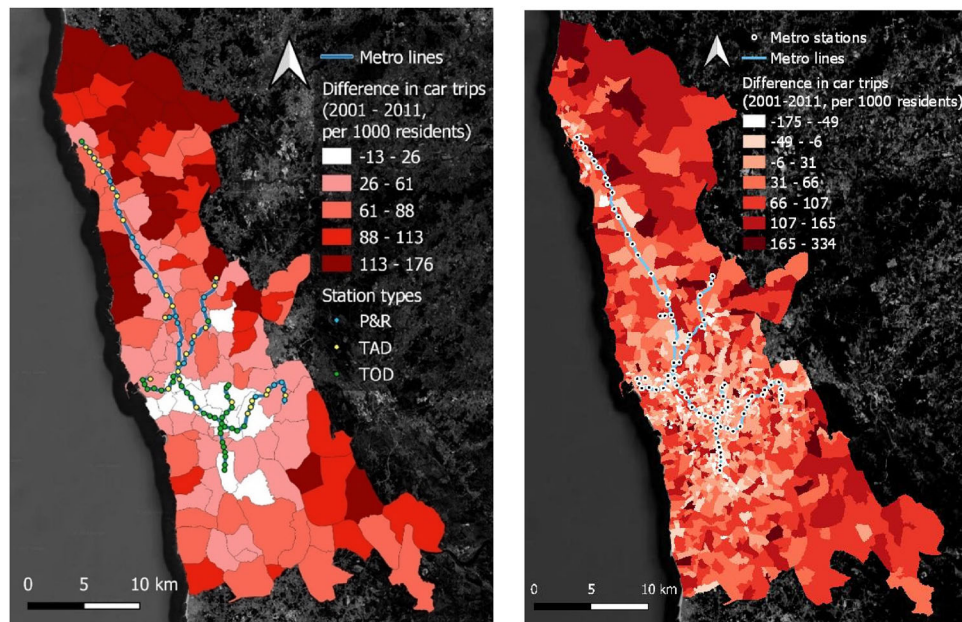 Metro lines
Difference in car trips
(2001 - 2011,
per 1000 residents)
-13 - 26
26 - 61
61 - 88
88 - 113
113 - 176
Station types
P&R
TAD
TOD
0 5 10 km
Metro stations
Metro lines
Difference in car trips
(2001-2011, per 1000 residents)
-175 - -49
-49 - -6
-6 - 31
31 - 66
66 - 107
107 - 165
165 - 334
0 5 10 km